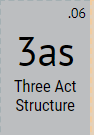 .06
3as
Three Act
Structure